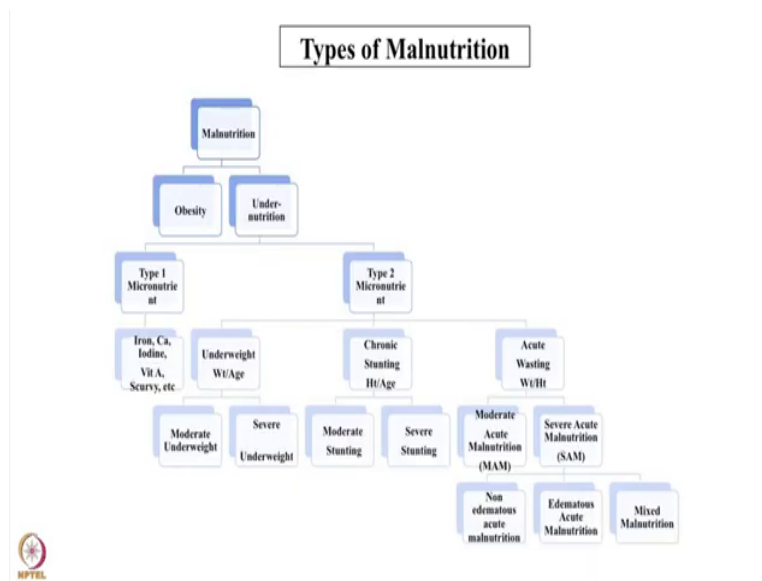 Types of Malnutrition
Malnutrition
Obesity
Under-
nutrition
Type 1
Micronutrie
nt
Type 2
Micronutrie
nt
Iron, Ca,
Iodine,
Vit A,
Scurvy, etc
Underweight
Wt/Age
Chronic
Stunting
Ht/Age
Acute
Wasting
Wt/Ht
Moderate
Underweight
Severe
Underweight
Moderate
Stunting
Severe
Stunting
Moderate
Acute
Malnutrition
(MAM)
Severe Acute
Malnutrition
(SAM)
Non
edematous
acute
malnutrition
Edematous
Acute
Malnutrition
Mixed
Malnutrition
NPTEL